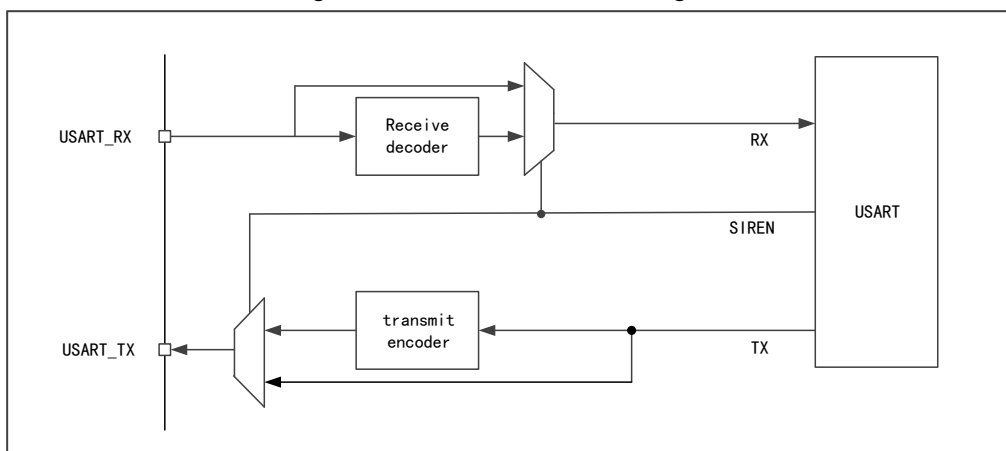 USART_RX
Receive
decoder
RX
USART
SIREN
transmit
encoder
USART_TX
TX